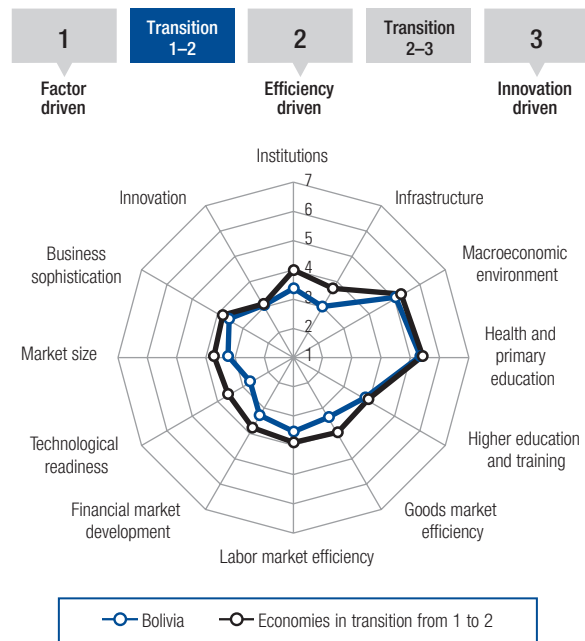 1
Transition
1–2
2
Transition
2–3
3
Factor
driven
Efficiency
driven
Innovation
driven
Institutions
7
6
5
4
3
2
1
Infrastructure
Macroeconomic
environment
Health and
primary
education
Higher education
and training
Goods market
efficiency
Labor market efficiency
Financial market
development
Technological
readiness
Market size
Business
sophistication
Innovation
Bolivia
Economies in transition from 1 to 2